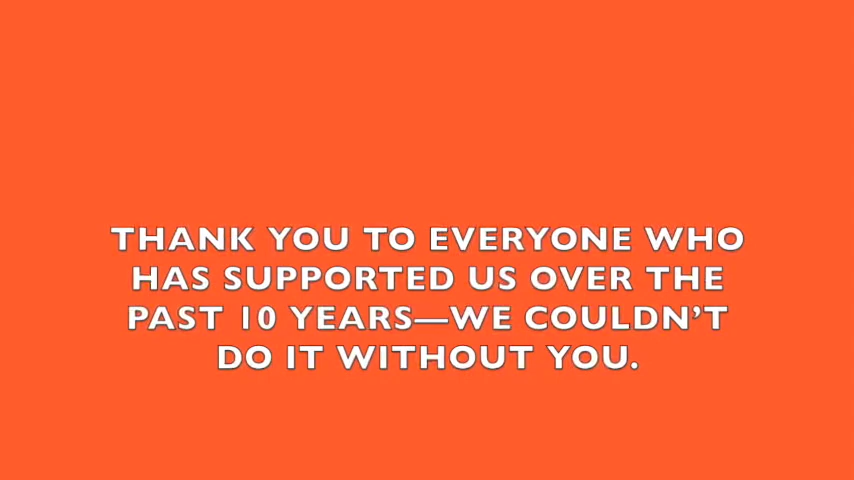 THANK YOU TO EVERYONE WHO
HAS SUPPORTED US OVER THE
PAST 10 YEARS—WE COULDN’T
DO IT WITHOUT YOU.